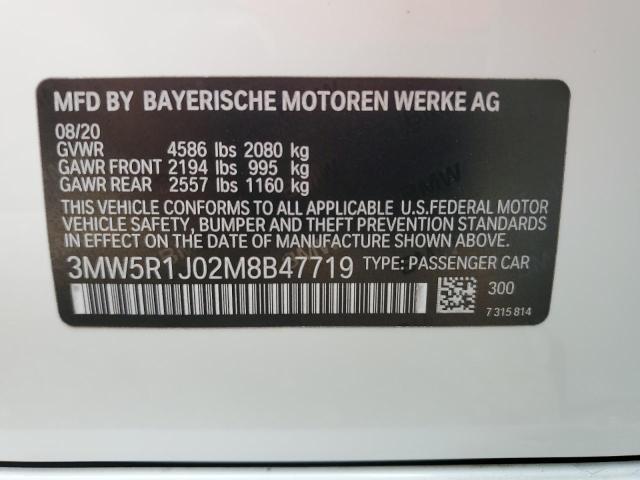 MFD BY BAYERISCHE MOTOREN WERKE AG
08/20
GVWR 4586 lbs 2080 kg
GAWR FRONT 2194 lbs 995 kg
GAWR REAR 2557 lbs 1160 kg
THIS VEHICLE CONFORMS TO ALL APPLICABLE U.S.FEDERAL MOTOR
VEHICLE SAFETY, BUMPER AND THEFT PREVENTION STANDARDS
IN EFFECT ON THE DATE OF MANUFACTURE SHOWN ABOVE.
3MW5R1J02M8B47719 TYPE: PASSENGER CAR
300
7 315 814